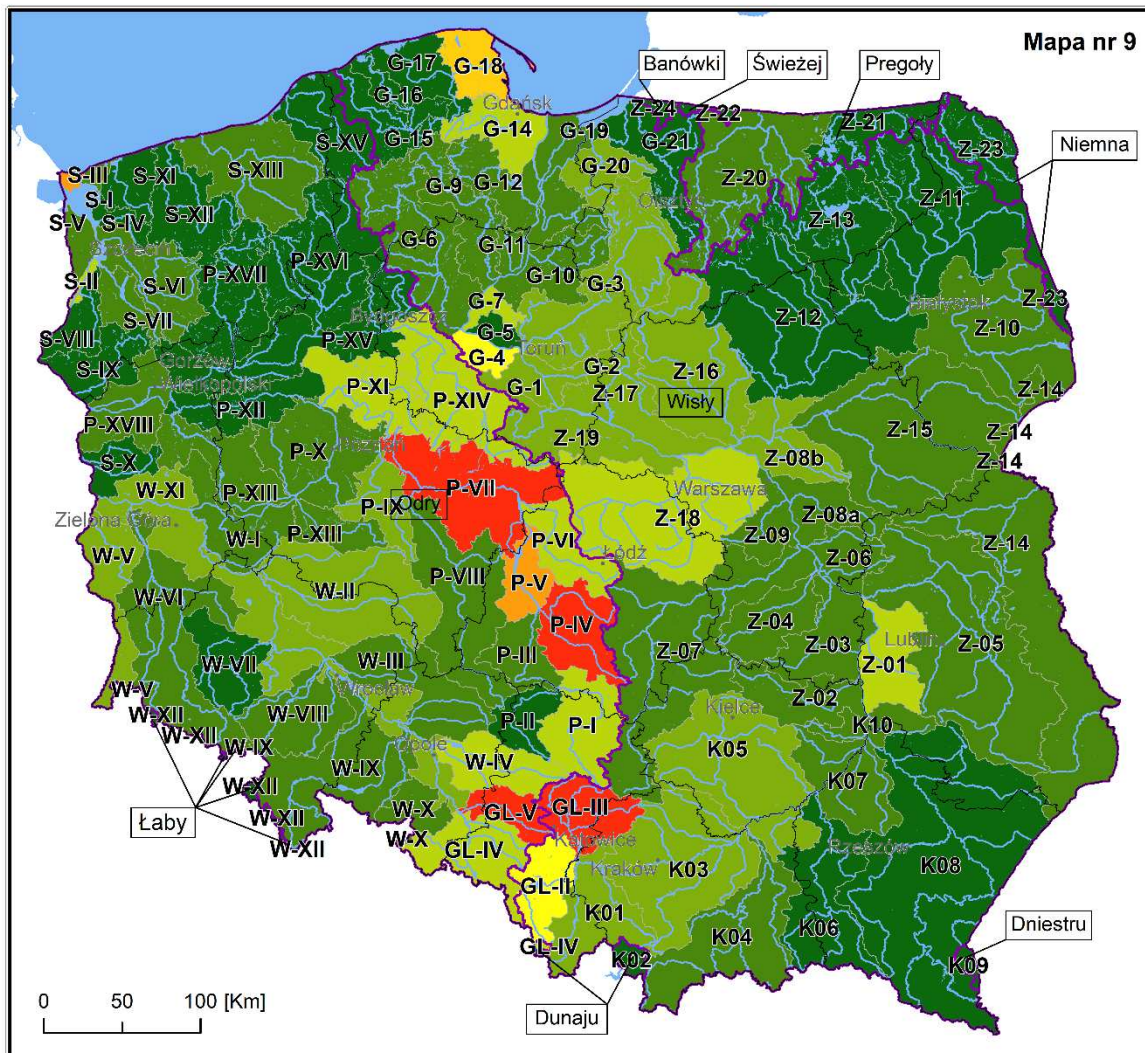 Mapa nr 9
Banówki
Świeżej
Pregoły
G-17
G-18
G-16
Gdańsk
Z-24
Z-22
G-15
G-14
G-19
G-21
Z-21
S-XV
Z-23
Niemna
S-III
S-XI
S-XIII
G-20
S-I
G-9
G-12
Olsztyn
Z-20
Z-11
S-V
S-IV
S-XII
Z-13
Szczecin
G-6
G-11
S-II
P-XVII
P-XVI
G-10
G-3
Białystok
Z-23
S-VI
G-7
Z-12
Z-10
S-VII
Bydgoszcz
G-5
S-VIII
P-XV
G-4
Toruń
S-IX
Gorzów
Wielkopolski
P-XI
G-2
Z-16
G-1
Z-17
Z-14
P-XII
P-XIV
Wisły
P-XVIII
Z-15
Z-14
P-X
Poznań
Z-19
Z-08b
Z-14
S-X
P-VII
Warszawa
W-XI
P-XIII
P-IX
Odry
Z-18
Z-08a
Zielona Góra
P-XIII
P-VI
Z-09
W-I
Łódź
Z-06
Z-14
W-V
P-VIII
P-V
W-VI
W-II
P-IV
Z-04
Z-03
Lublin
Z-05
P-III
Z-07
Z-01
W-VII
W-III
W-V
Wrocław
Z-02
W-XII
W-VIII
P-II
P-I
Kielce
K10
W-XII
W-IX
Opole
K05
W-IV
W-IX
K07
W-XII
GL-V
GL-III
Łaby
W-XII
W-X
Katowice
Rzeszów
W-X
K08
W-XII
GL-IV
Kraków
K03
GL-II
K01
K06
Dniestru
GL-IV
K02
K04
K09
0 50 100 [Km]
Dunaju